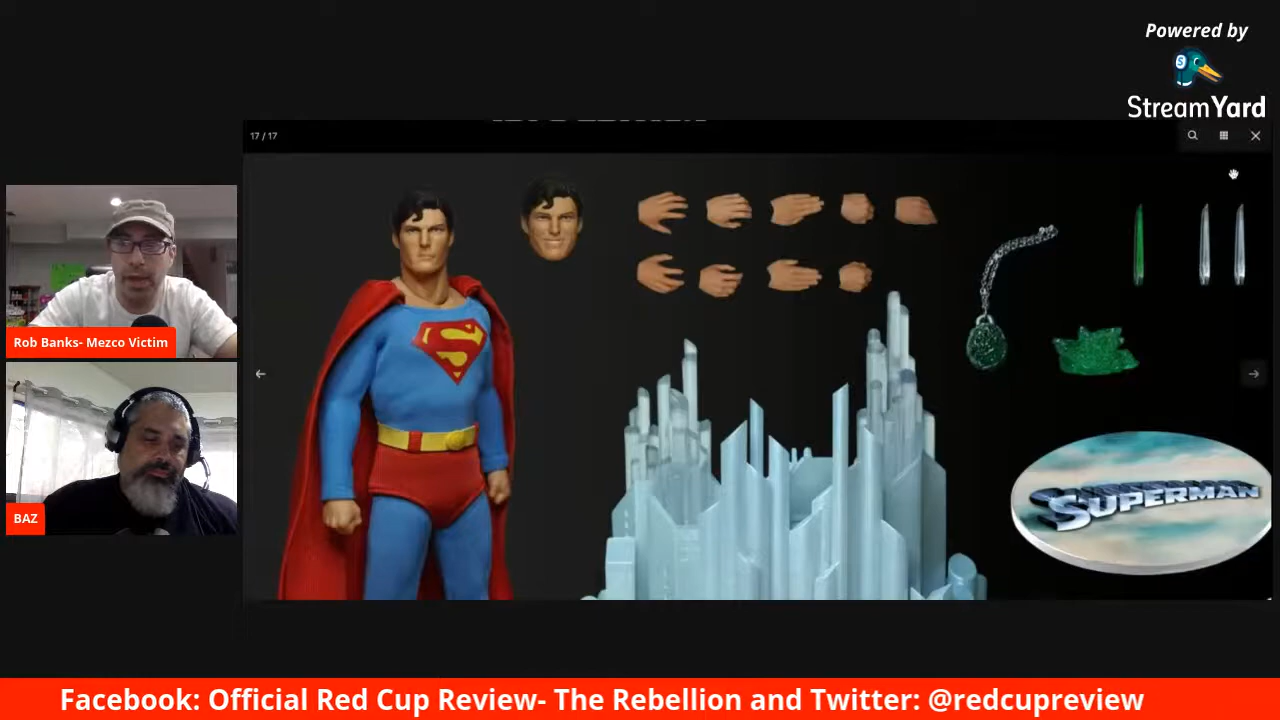 Powered by
StreamYard
17 / 17
Rob Banks- Mezco Victim
BAZ
S
SUPERMAN
Facebook: Official Red Cup Review- The Rebellion and Twitter: @redcupreview